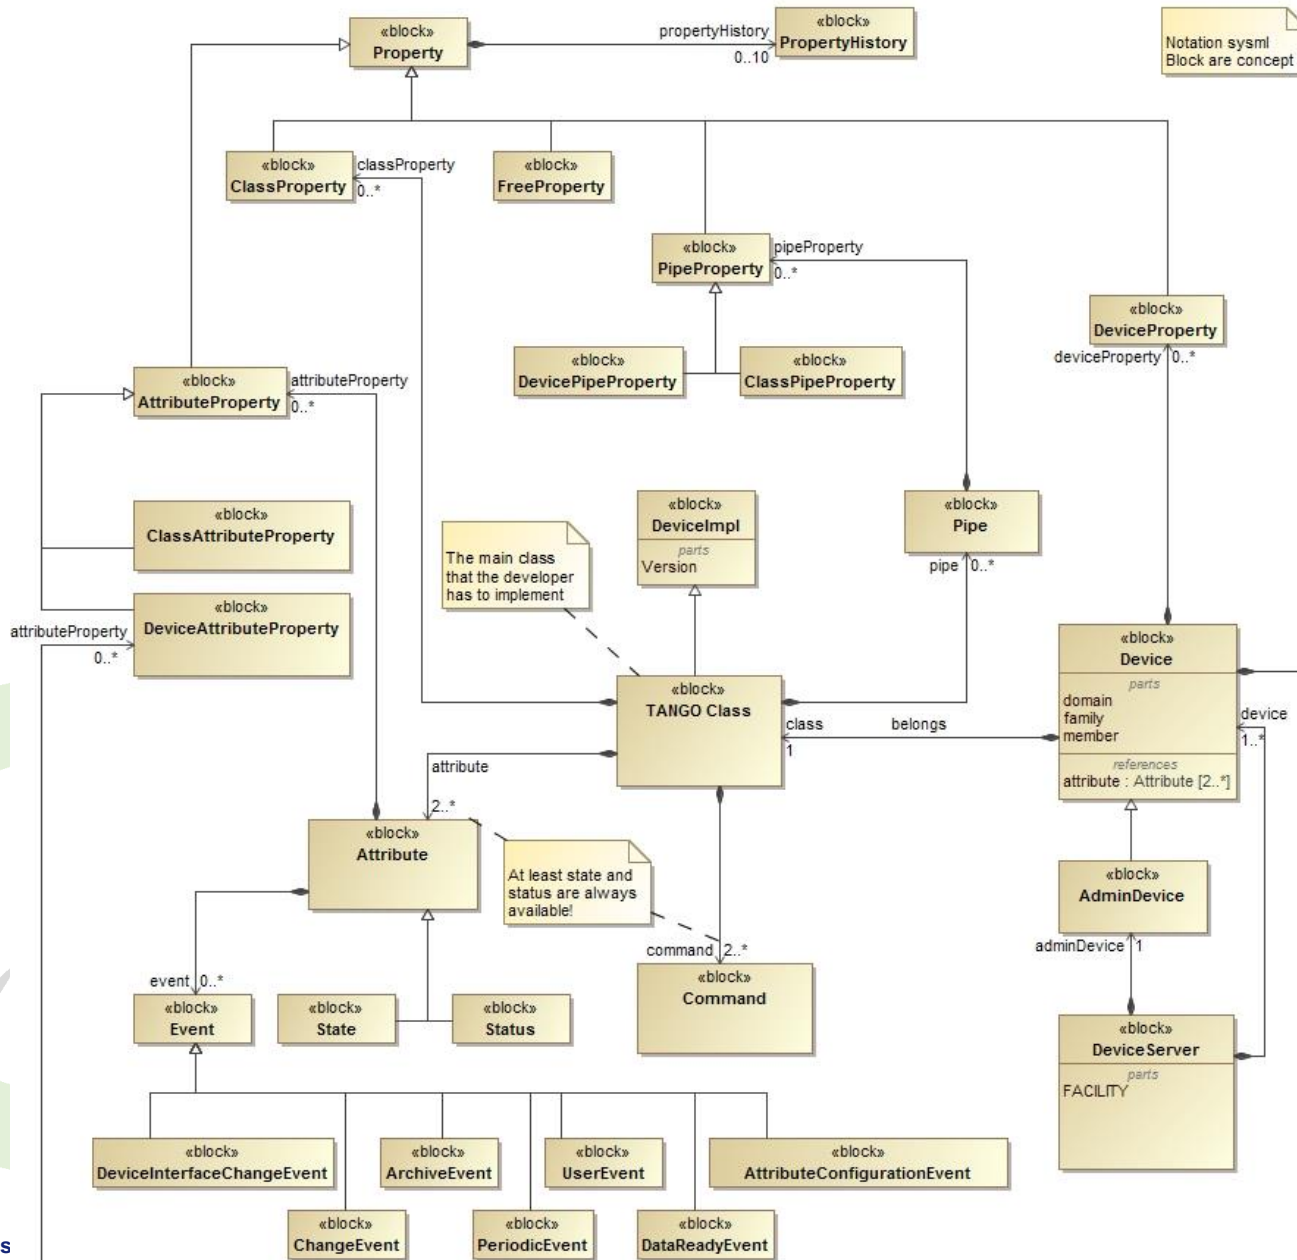 «block»
Property
propertyHistory
0..10
«block»
PropertyHistory
Notation sysml
Block are concept
«block»
ClassProperty
classProperty
0..*
«block»
FreeProperty
«block»
PipeProperty
pipeProperty
0..*
«block»
DeviceProperty
deviceProperty
0..*
«block»
DevicePipeProperty
«block»
ClassPipeProperty
«block»
AttributeProperty
attributeProperty
0..*
«block»
ClassAttributeProperty
«block»
DeviceAttributeProperty
attributeProperty
0..*
The main class
that the developer
has to implement
«block»
DeviceImpl
parts
Version
«block»
Pipe
pipe
0..*
«block»
TANGO Class
class
1
belongs
«block»
Device
parts
domain
family
member
references
attribute : Attribute [2..*]
device
1..*
attribute
2..*
«block»
Attribute
At least state and
status are always
available!
«block»
AdminDevice
adminDevice
1
command
2..*
«block»
Command
event
0..*
«block»
Event
«block»
State
«block»
Status
«block»
DeviceServer
parts
FACILITY
«block»
DeviceInterfaceChangeEvent
«block»
ArchiveEvent
«block»
UserEvent
«block»
AttributeConfigurationEvent
«block»
ChangeEvent
«block»
PeriodicEvent
«block»
DataReadyEvent
s